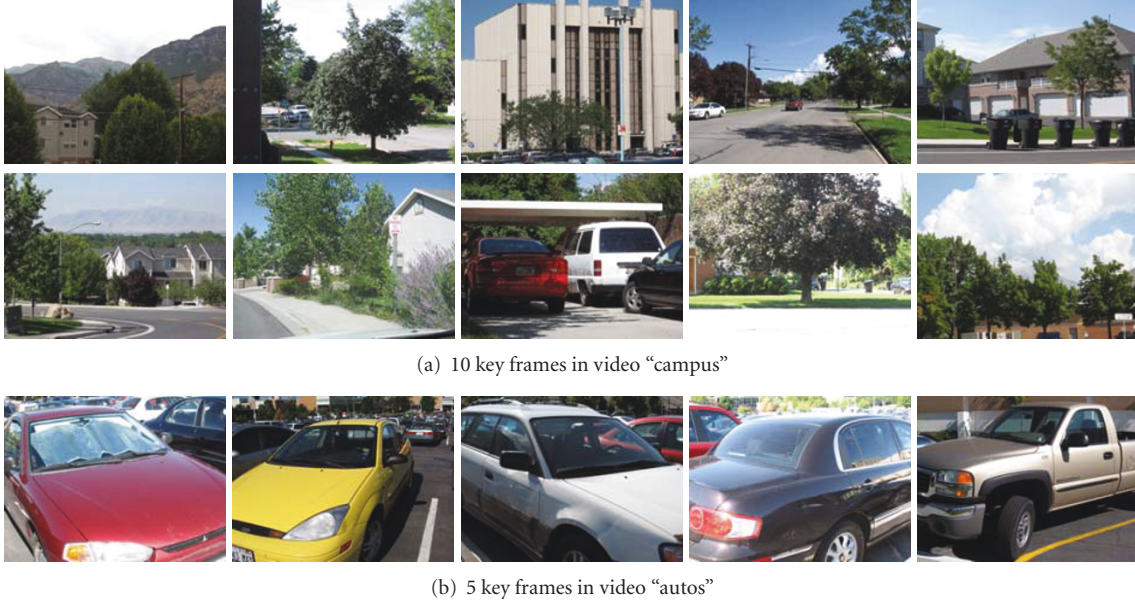 (a) 10 key frames in video “campus”
(b) 5 key frames in video “autos”